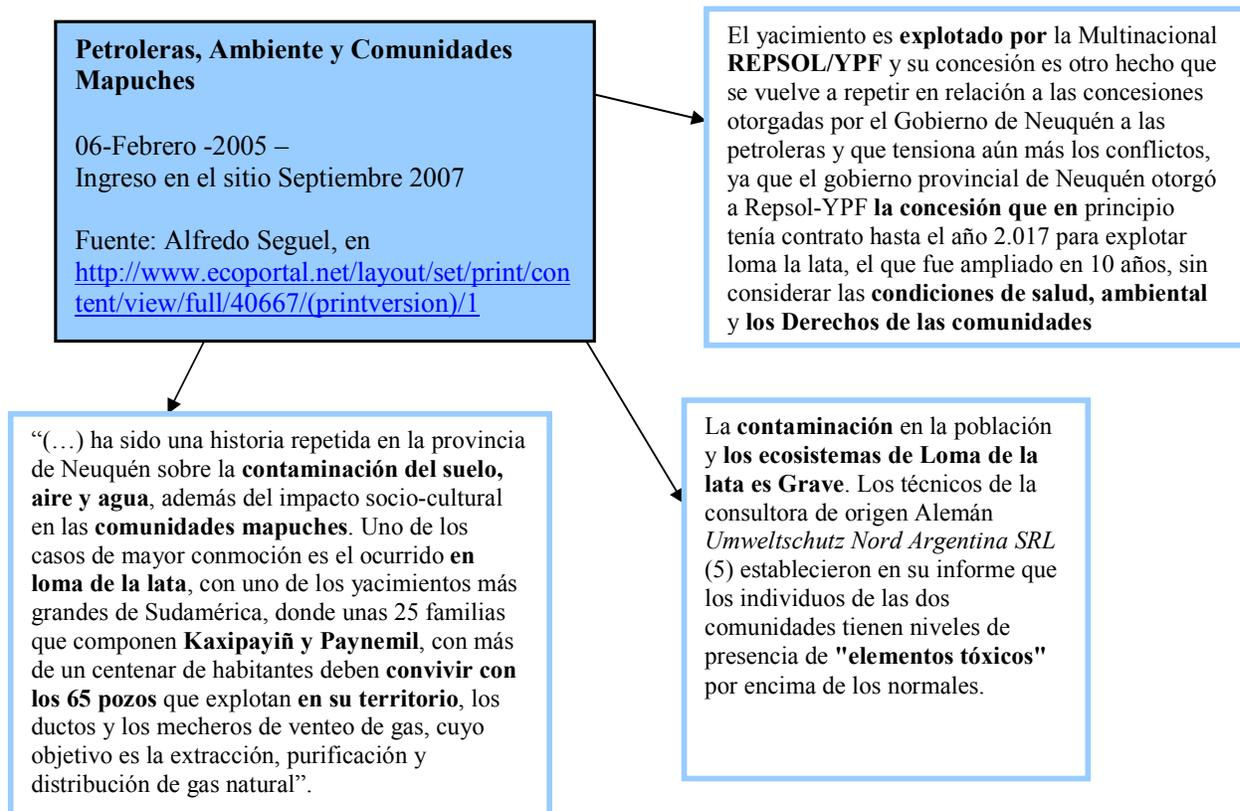 Petroleras, Ambiente y Comunidades
Mapuches
06-Febrero -2005 –
Ingreso en el sitio Septiembre 2007
Fuente: Alfredo Seguel, en
http://www.ecoportal.net/layout/set/print/con
tent/view/full/40667/(printversion)/1
El yacimiento es explotado por la Multinacional
REPSOL/YPF y su concesión es otro hecho que
se vuelve a repetir en relación a las concesiones
otorgadas por el Gobierno de Neuquén a las
petroleras y que tensiona aún más los conflictos,
ya que el gobierno provincial de Neuquén otorgó
a Repsol-YPF la concesión que en principio
tenía contrato hasta el año 2.017 para explotar
loma la lata, el que fue ampliado en 10 años, sin
considerar las condiciones de salud, ambiental
y los Derechos de las comunidades
“(…) ha sido una historia repetida en la provincia
de Neuquén sobre la contaminación del suelo,
aire y agua, además del impacto socio-cultural
en las comunidades mapuches. Uno de los
casos de mayor conmoción es el ocurrido en
loma de la lata, con uno de los yacimientos más
grandes de Sudamérica, donde unas 25 familias
que componen Kaxipayiñ y Paynemil, con más
de un centenar de habitantes deben convivir con
los 65 pozos que explotan en su territorio, los
ductos y los mecheros de venteo de gas, cuyo
objetivo es la extracción, purificación y
distribución de gas natural”.
La contaminación en la población
y los ecosistemas de Loma de la
lata es Grave. Los técnicos de la
consultora de origen Alemán
Umweltschutz Nord Argentina SRL
(5) establecieron en su informe que
los individuos de las dos
comunidades tienen niveles de
presencia de "elementos tóxicos"
por encima de los normales.